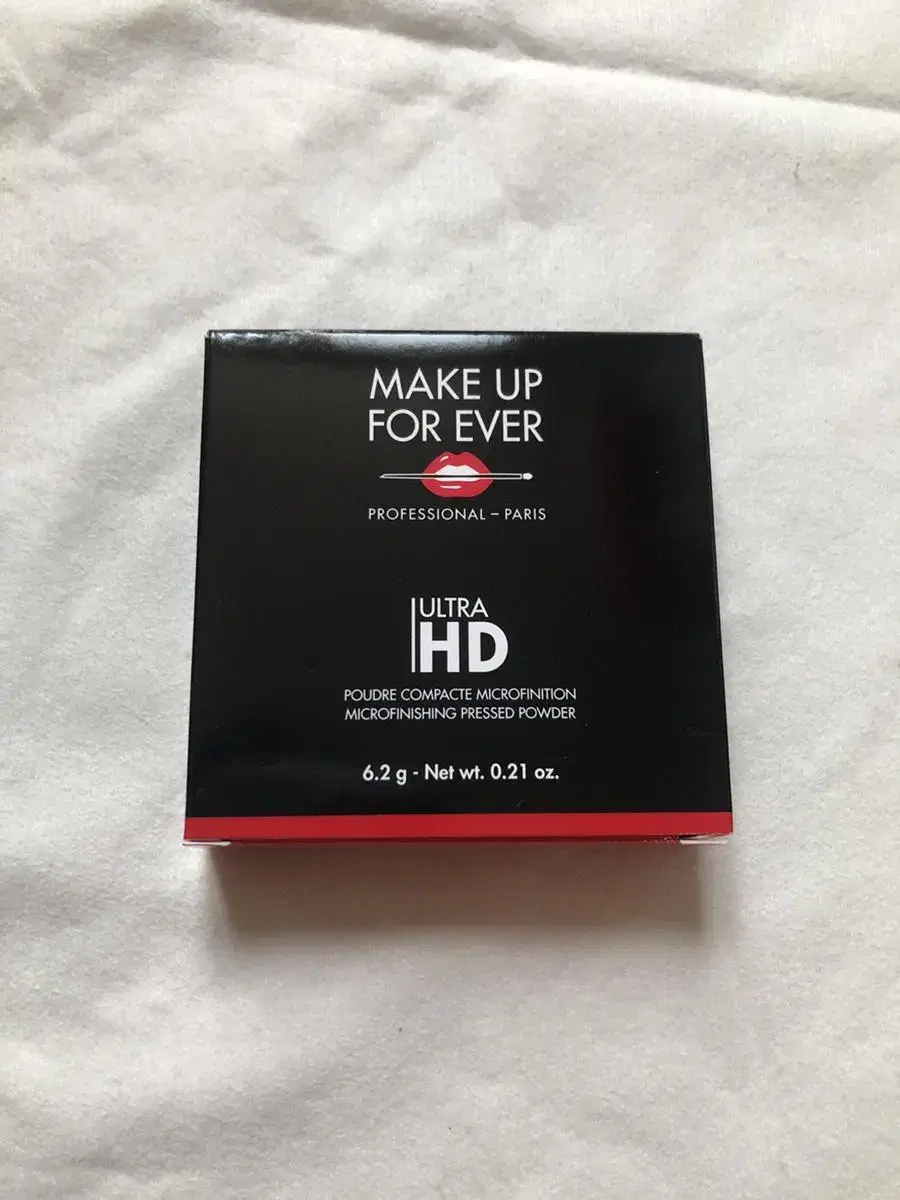 MAKE UP
FOR EVER
PROFESSIONAL – PARIS
ULTRA
HD
POUDRE COMPACTE MICROFINITION
MICROFINISHING PRESSED POWDER
6.2 g - Net wt. 0.21 oz.